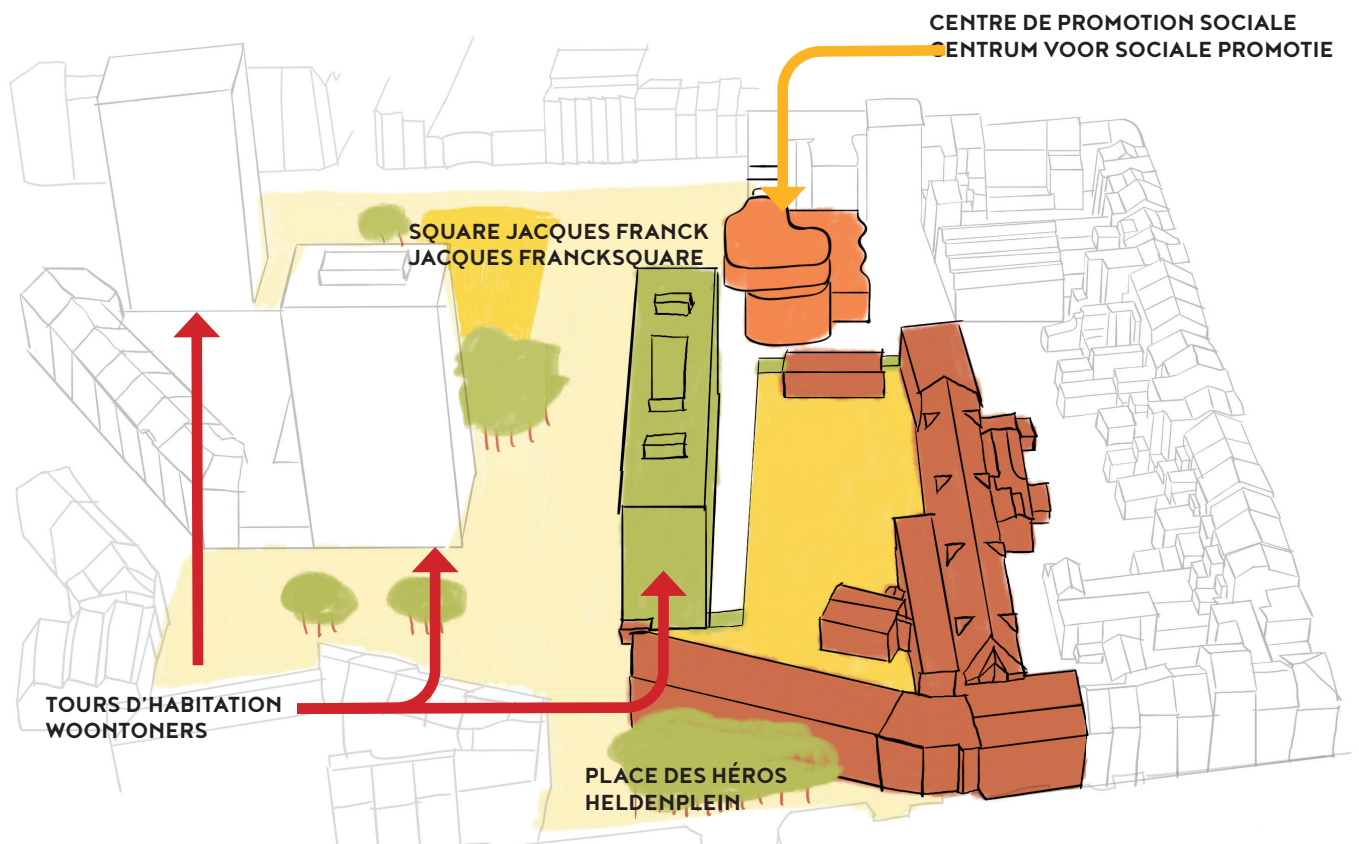 CENTRE DE PROMOTION SOCIALE
CENTRUM VOOR SOCIALE PROMOTIE
SQUARE JACQUES FRANCK
JACQUES FRANCKSQUARE
TOURS D'HABITATION
WOONTONERS
PLACE DES HÉROS
HELDENPLEIN